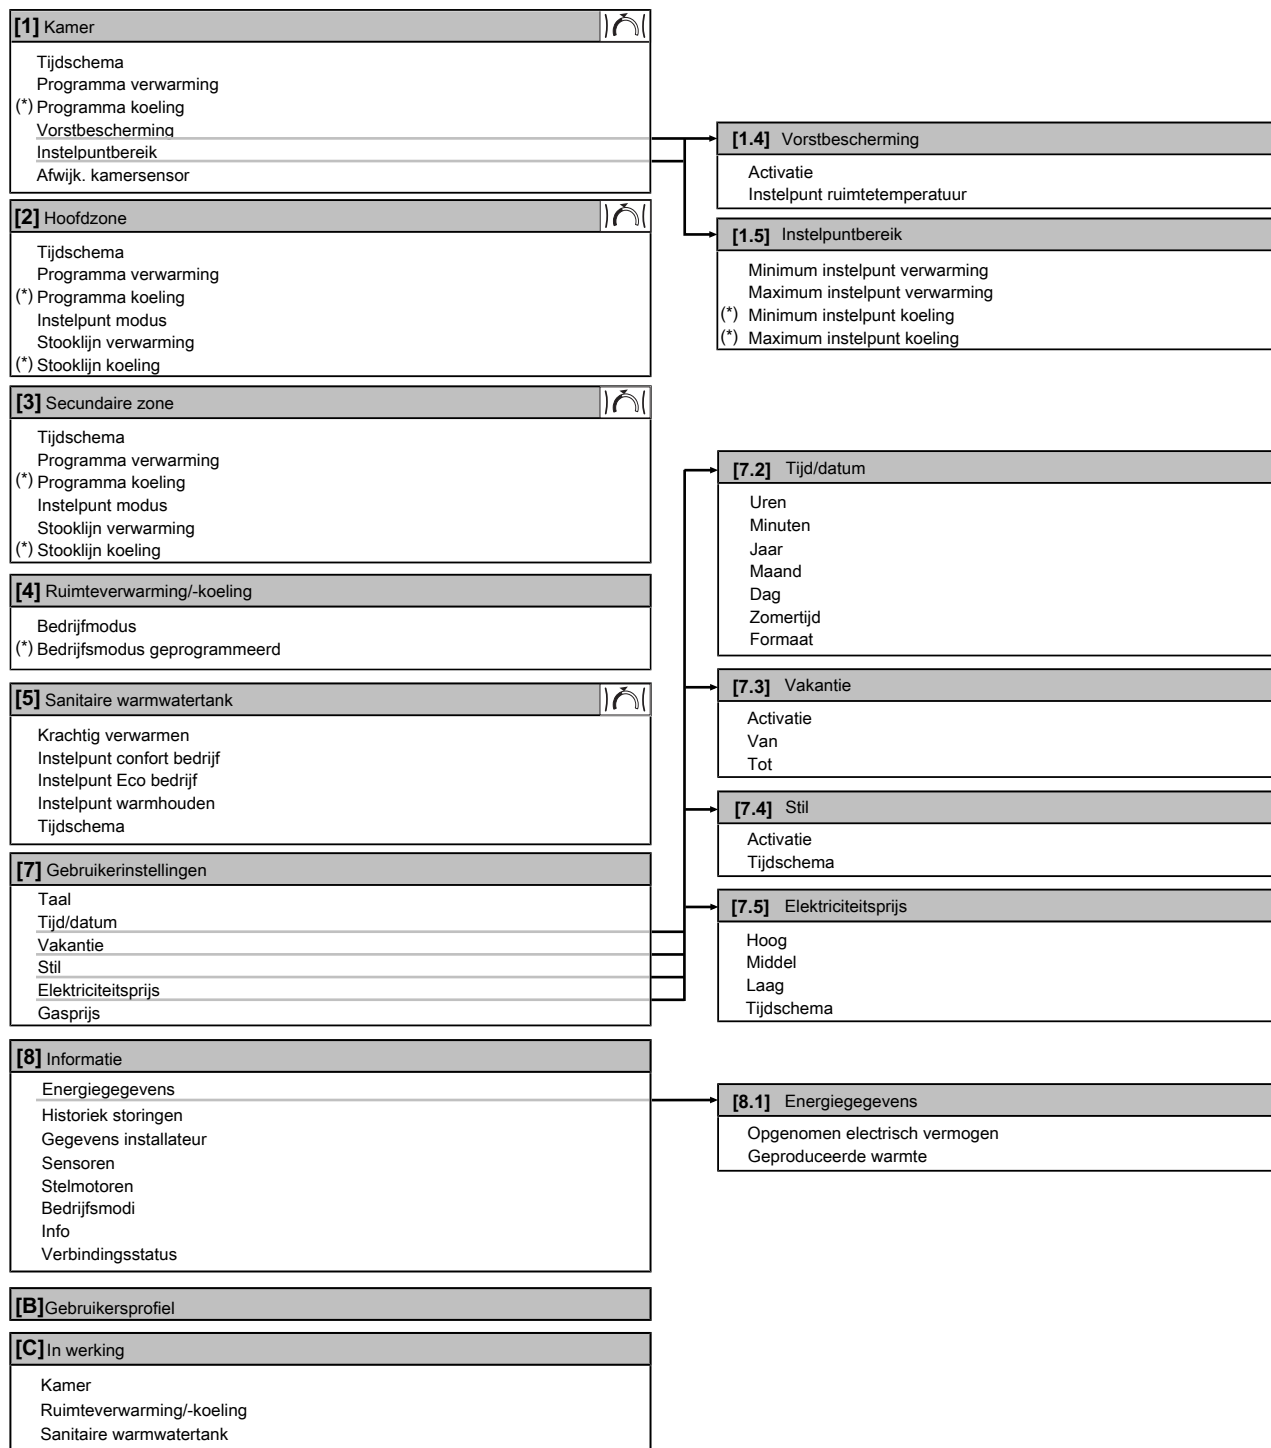 [1] Kamer
Tijdschema
Programma verwarming
(*) Programma koeling
Vorstbescherming
Instelpuntbereik
Afwijk. kamersensor
[2] Hoofdzone
Tijdschema
Programma verwarming
(*) Programma koeling
Instelpunt modus
Stooklijn verwarming
(*) Stooklijn koeling
[3] Secundaire zone
Tijdschema
Programma verwarming
(*) Programma koeling
Instelpunt modus
Stooklijn verwarming
(*) Stooklijn koeling
[4] Ruimteverwarming/-koeling
Bedrijfmodus
(*) Bedrijfsmodus geprogrammeerd
[5] Sanitaire warmwatertank
Krachtig verwarmen
Instelpunt confort bedrijf
Instelpunt Eco bedrijf
Instelpunt warmhouden
Tijdschema
[7] Gebruikerinstellingen
Taal
Tijd/datum
Vakantie
Stil
Elektriciteitsprijs
Gasprijs
[8] Informatie
Energiegegevens
Historiek storingen
Gegevens installateur
Sensoren
Stelmotoren
Bedrijfsmodi
Info
Verbindingsstatus
[B] Gebruikersprofiel
[C] In werking
Kamer
Ruimteverwarming/-koeling
Sanitaire warmwatertank
[1.4] Vorstbescherming
Activatie
Instelpunt ruimtetemperatuur
[1.5] Instelpuntbereik
Minimum instelpunt verwarming
Maximum instelpunt verwarming
(*) Minimum instelpunt koeling
(*) Maximum instelpunt koeling
[7.2] Tijd/datum
Uren
Minuten
Jaar
Maand
Dag
Zomertijd
Formaat
[7.3] Vakantie
Activatie
Van
Tot
[7.4] Stil
Activatie
Tijdschema
[7.5] Elektriciteitsprijs
Hoog
Middel
Laag
Tijdschema
[8.1] Energiegegevens
Opgenomen electrisch vermogen
Geproduceerde warmte